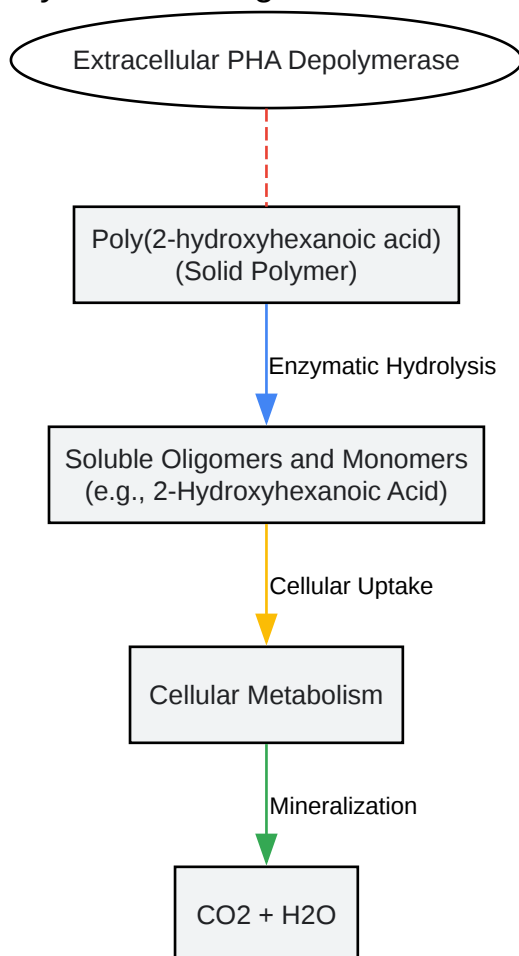 Extracellular PHA Depolymerase
Poly(2-hydroxyhexanoic acid)
(Solid Polymer)
Enzymatic Hydrolysis
Soluble Oligomers and Monomers
(e.g., 2-Hydroxyhexanoic Acid)
Cellular Uptake
Cellular Metabolism
Mineralization
CO2 + H2O